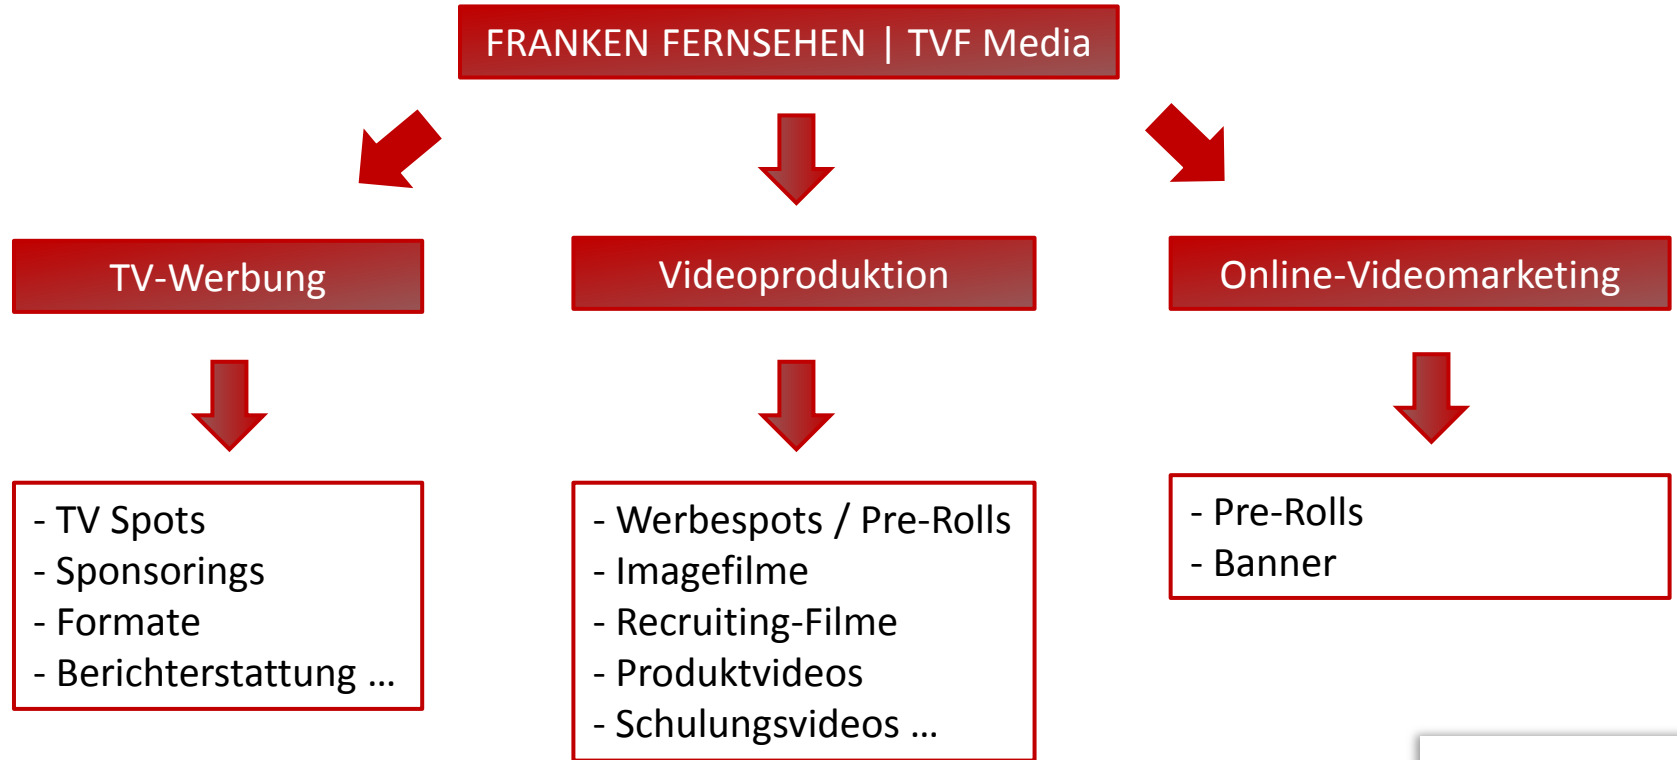 FRANKEN FERNSEHEN | TVF Media
TV-Werbung
Videoproduktion
Online-Videomarketing
- TV Spots
- Sponsorings
- Formate
- Berichterstattung ...
- Werbespots / Pre-Rolls
- Imagefilme
- Recruiting-Filme
- Produktvideos
- Schulungsvideos ...
- Pre-Rolls
- Banner